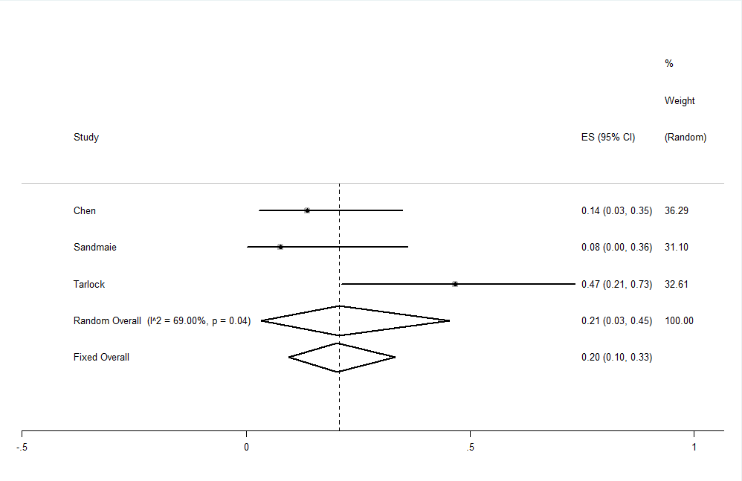 %
Weight
Study ES (95% CI) (Random)
Chen 0.14 (0.03, 0.35) 36.29
Sandmaie 0.08 (0.00, 0.36) 31.10
Tarlock 0.47 (0.21, 0.73) 32.61
Random Overall (I^2 = 69.00%, p = 0.04) 0.21 (0.03, 0.45) 100.00
Fixed Overall 0.20 (0.10, 0.33)
-.5 0 .5 1